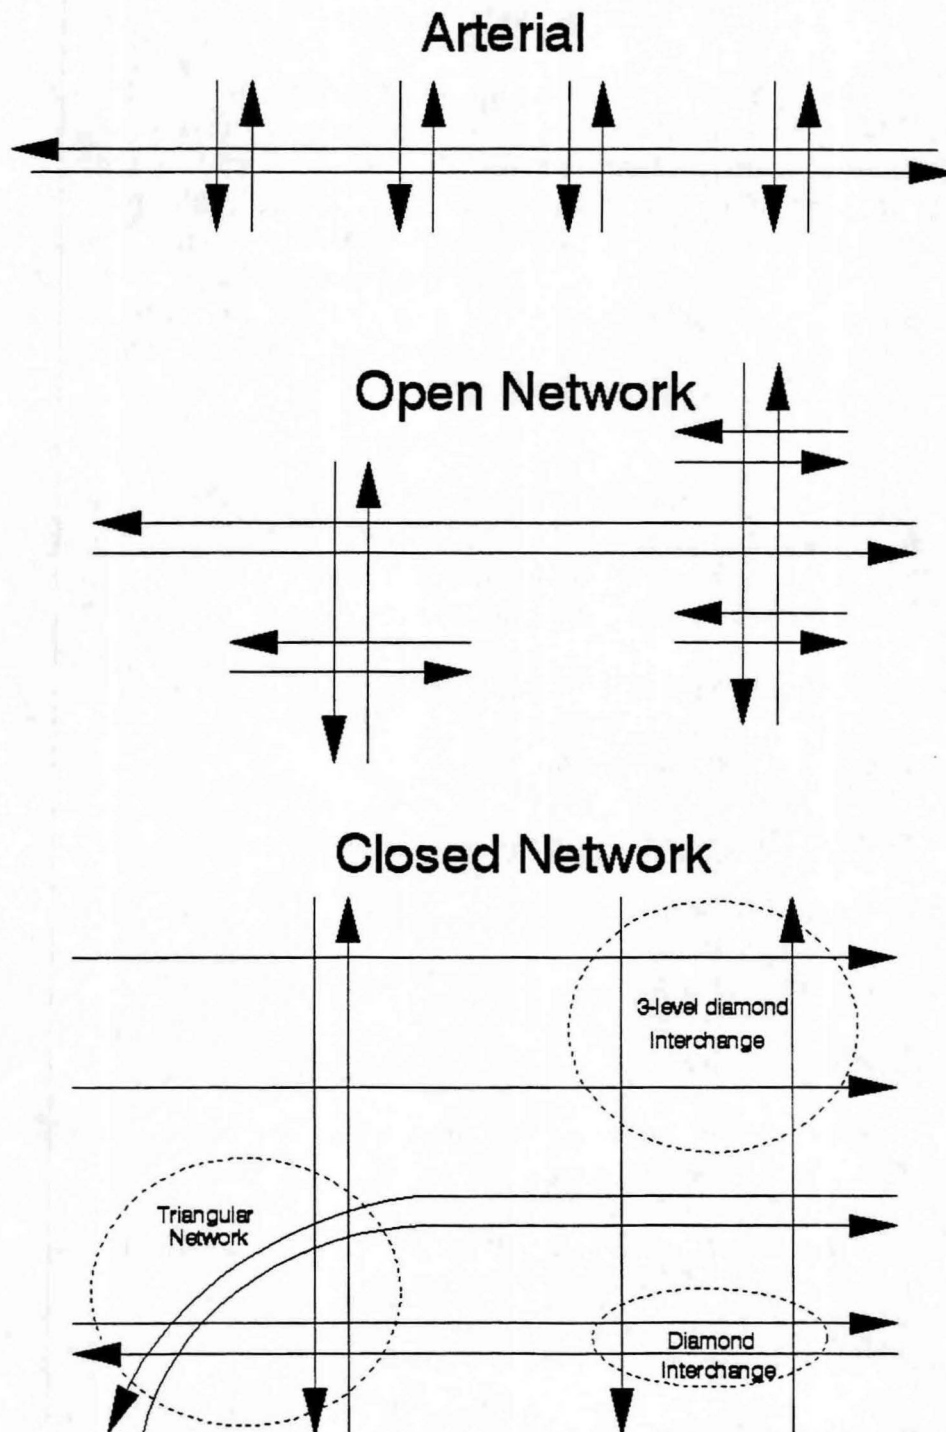 Arterial
Open Network
Closed Network
3-level diamond
Interchange
Triangular
Network
Diamond
Interchange